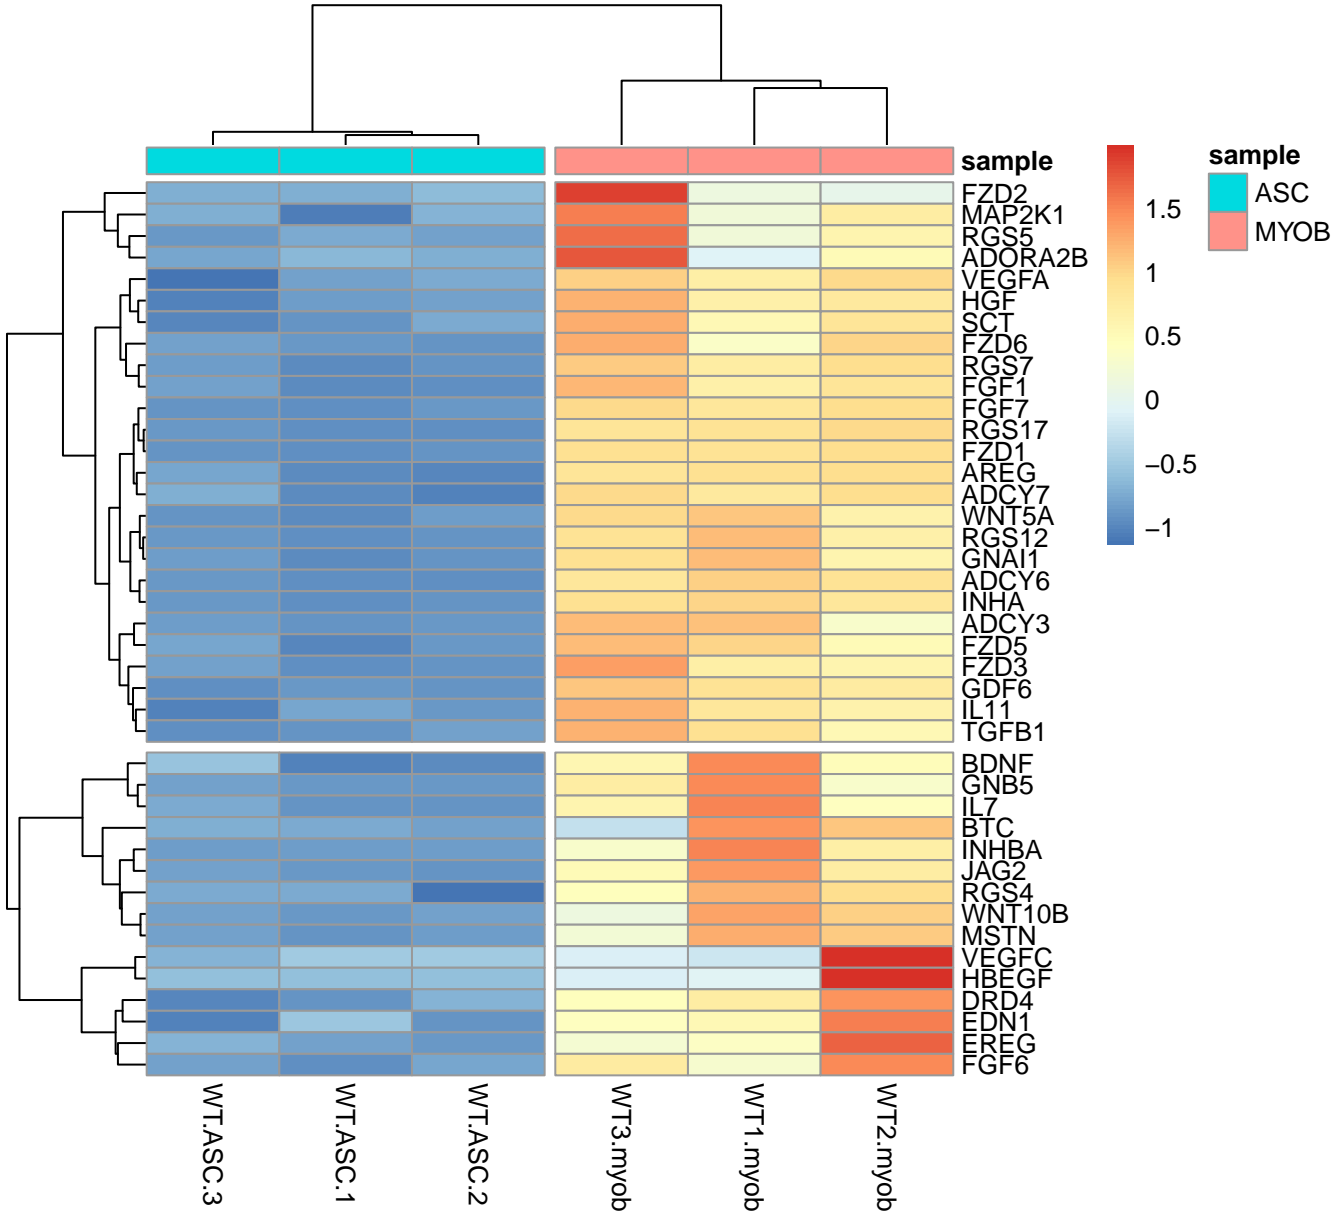 sample
FZD2
MAP2K1
RGS5
ADORA2B
VEGFA
HGF
SCT
FZD6
RGS7
FGF1
FGF7
RGS17
FZD1
AREG
ADCY7
WNT5A
RGS12
GNAI1
ADCY6
INHA
ADCY3
FZD5
FZD3
GDF6
IL11
TGFB1
BDNF
GNB5
IL7
BTC
INHBA
JAG2
RGS4
WNT10B
MSTN
VEGFC
HBEGF
DRD4
EDN1
EREG
FGF6
WT.ASC.3
WT.ASC.1
WT.ASC.2
WT3.myob
WT1.myob
WT2.myob
1.5
1
0.5
0
−0.5
−1
sample
ASC
MYOB